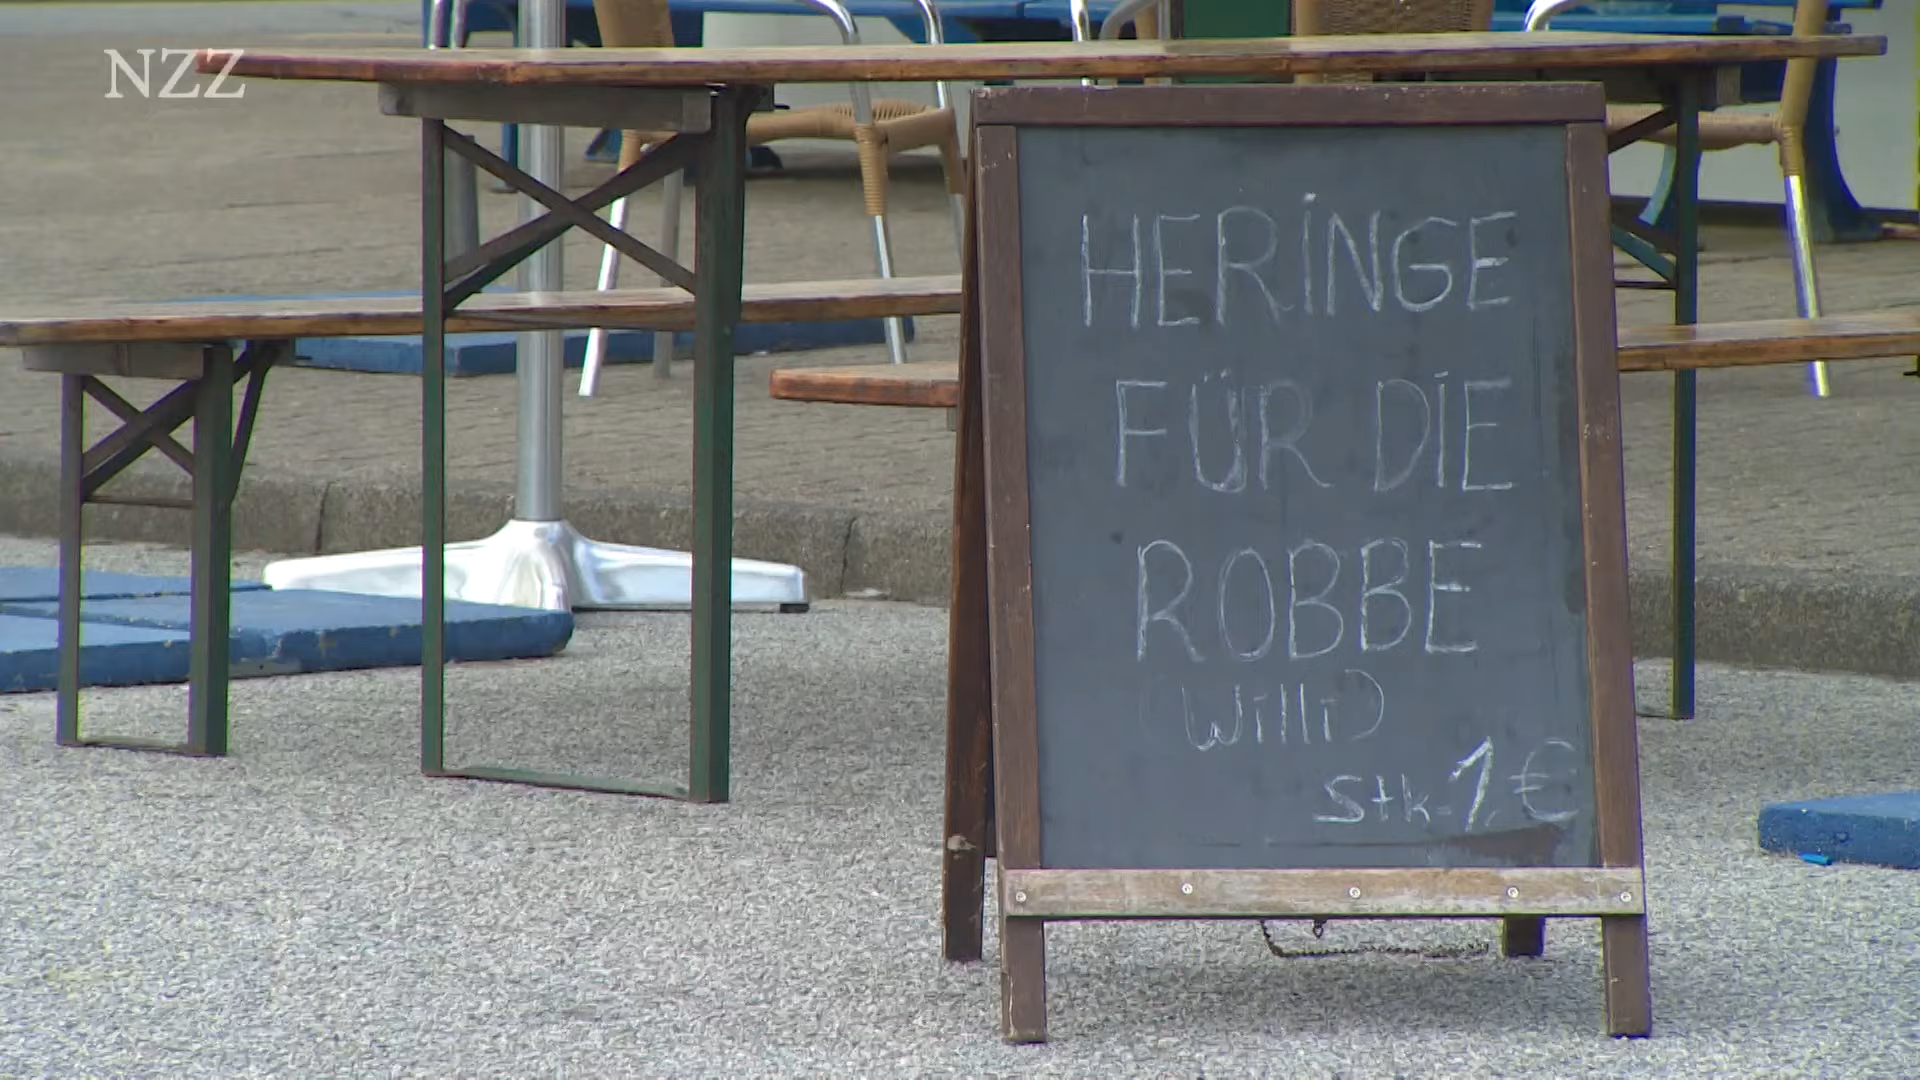 NZZ
HERiNGE
FÜR DiE
ROBBE
(Willi)
Stk. 1,€